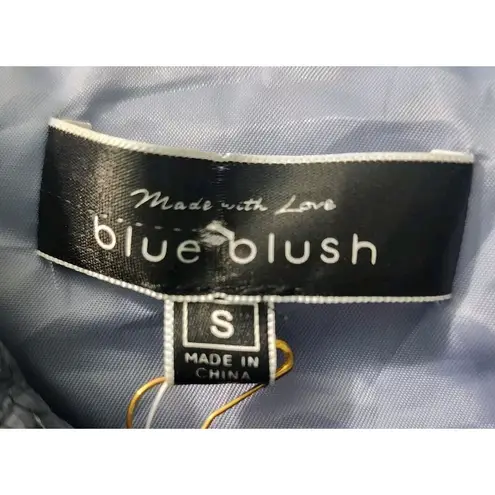 Made with Love
blue blush
S
MADE IN
CHINA